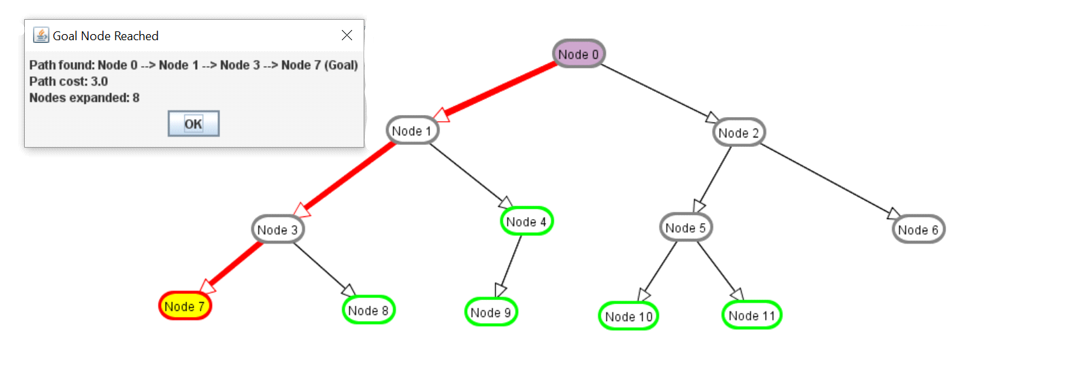 Goal Node Reached
Path found: Node 0 --> Node 1 --> Node 3 --> Node 7 (Goal)
Path cost: 3.0
Nodes expanded: 8
OK
Node 0
Node 1
Node 2
Node 3
Node 4
Node 5
Node 6
Node 7
Node 8
Node 9
Node 10
Node 11